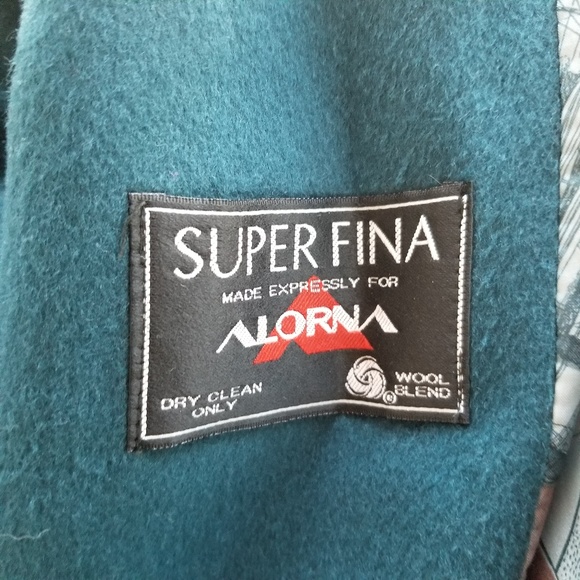 SUPER FINA
MADE EXPRESSLY FOR
ALORNA
DRY CLEAN
ONLY
WOOL
BLEND
©